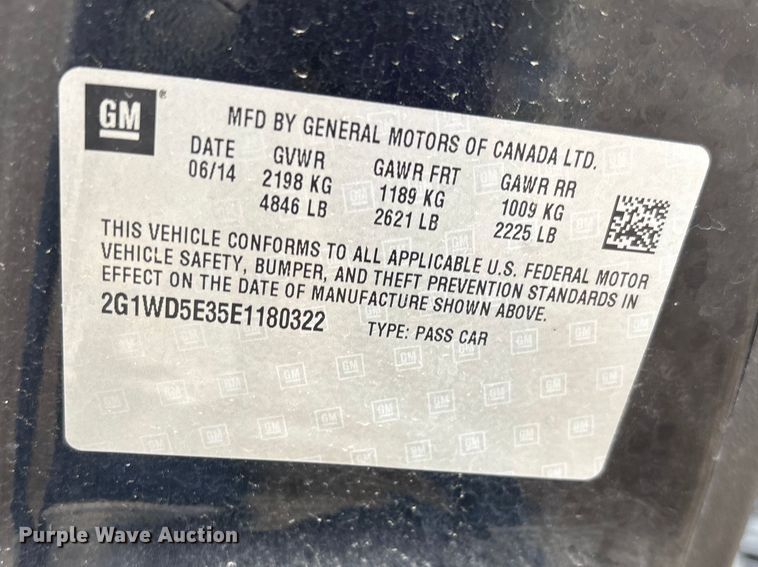 GM®
MFD BY GENERAL MOTORS OF CANADA LTD.
DATE GVWR GAWR FRT GAWR RR
06/14 2198 KG 1189 KG 1009 KG
4846 LB 2621 LB 2225 LB
THIS VEHICLE CONFORMS TO ALL APPLICABLE U.S. FEDERAL MOTOR
VEHICLE SAFETY, BUMPER, AND THEFT PREVENTION STANDARDS IN
EFFECT ON THE DATE OF MANUFACTURE SHOWN ABOVE.
2G1WD5E35E1180322 TYPE: PASS CAR
Purple Wave Auction